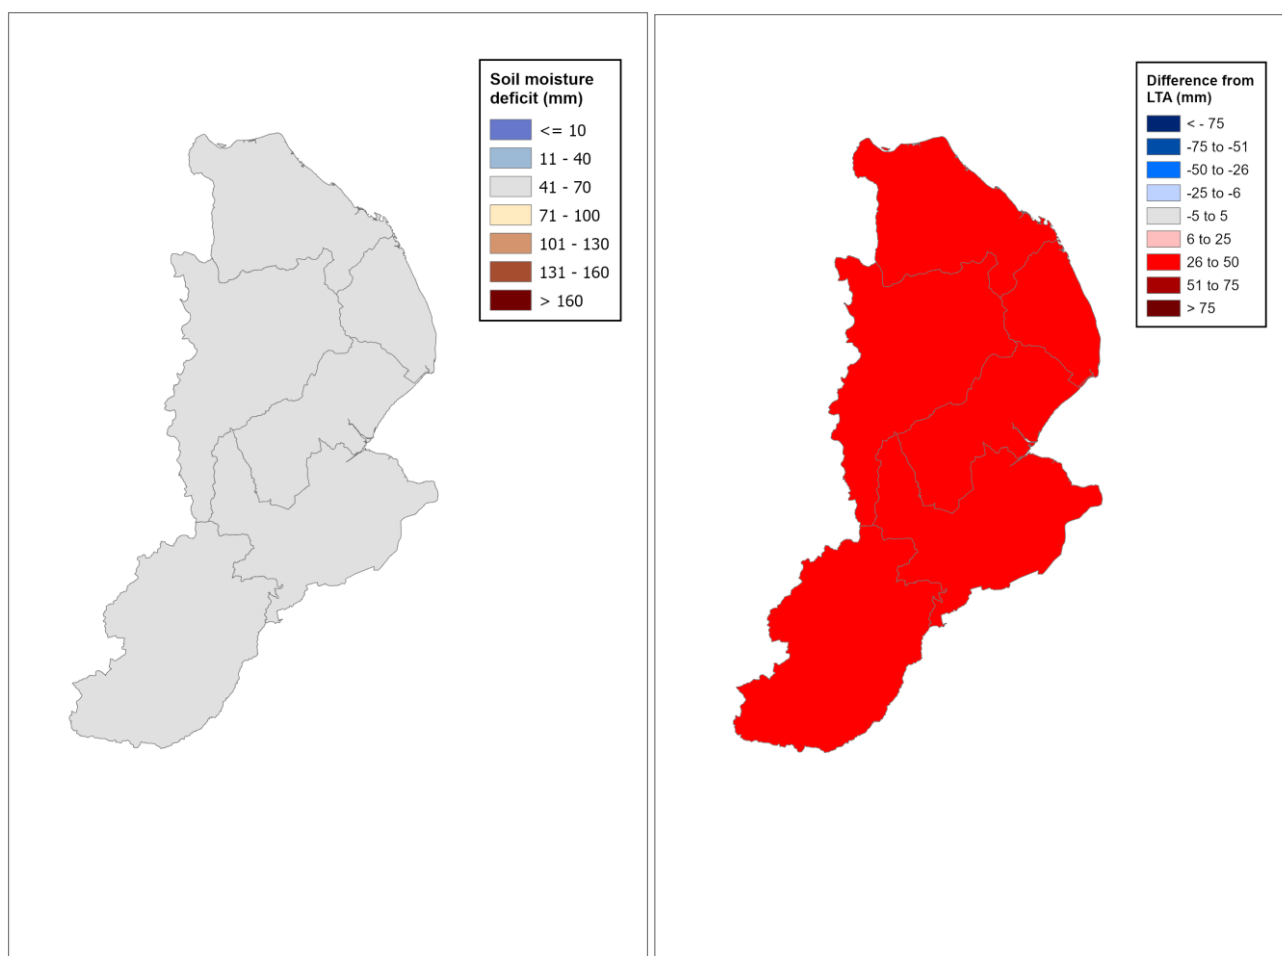 Soil moisture
deficit (mm)
<= 10
11 - 40
41 - 70
71 - 100
101 - 130
131 - 160
> 160
Difference from
LTA (mm)
< - 75
-75 to -51
-50 to -26
-25 to -6
-5 to 5
6 to 25
26 to 50
51 to 75
> 75